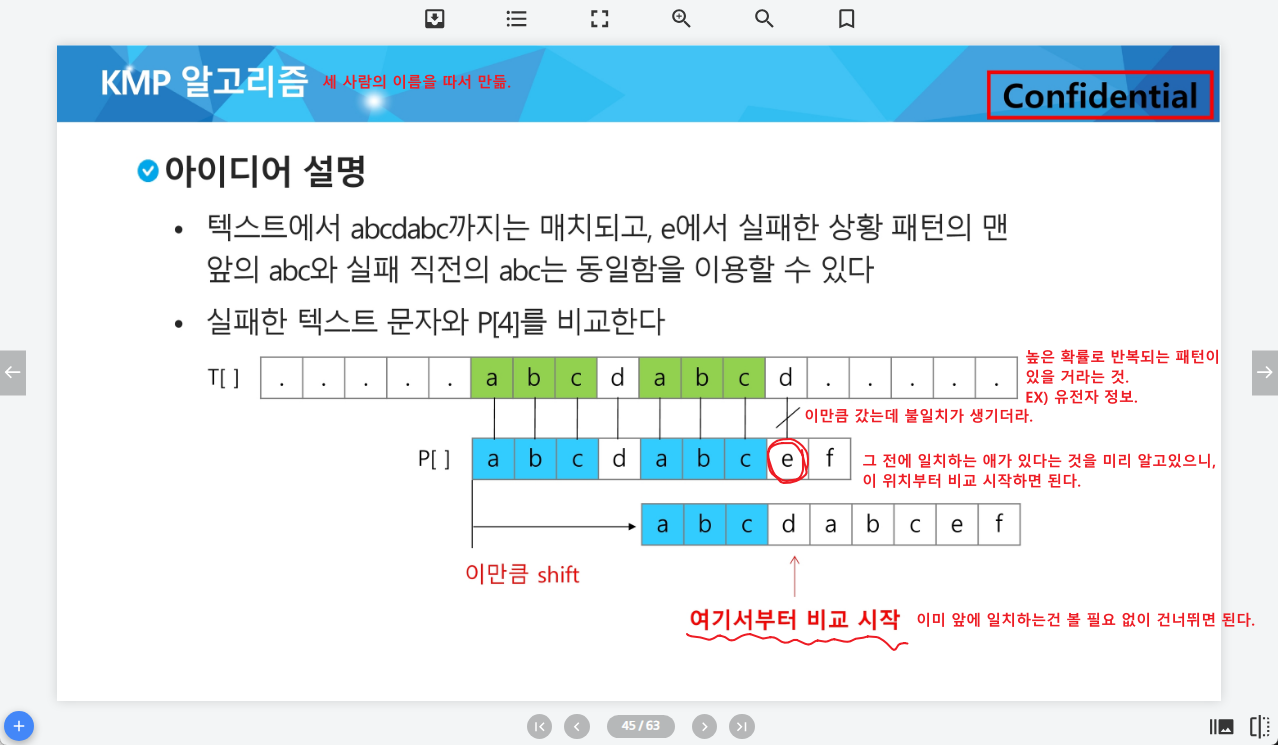 KMP 알고리즘 세 사람의 이름을 따서 만듦.
Confidential
아이디어 설명
• 텍스트에서 abcdabc까지는 매치되고, e에서 실패한 상황 패턴의 맨
앞의 abc와 실패 직전의 abc는 동일함을 이용할 수 있다
• 실패한 텍스트 문자와 P[4]를 비교한다
T[ ] . . . . . a b c d a b c d . . . . .
높은 확률로 반복되는 패턴이
있을 거라는 것.
EX) 유전자 정보.
이만큼 갔는데 불일치가 생기더라.
P[ ] a b c d a b c e f
그 전에 일치하는 애가 있다는 것을 미리 알고있으니,
이 위치부터 비교 시작하면 된다.
a b c d a b c e f
이만큼 shift
여기서부터 비교 시작 이미 앞에 일치하는건 볼 필요 없이 건너뛰면 된다.
45 / 63